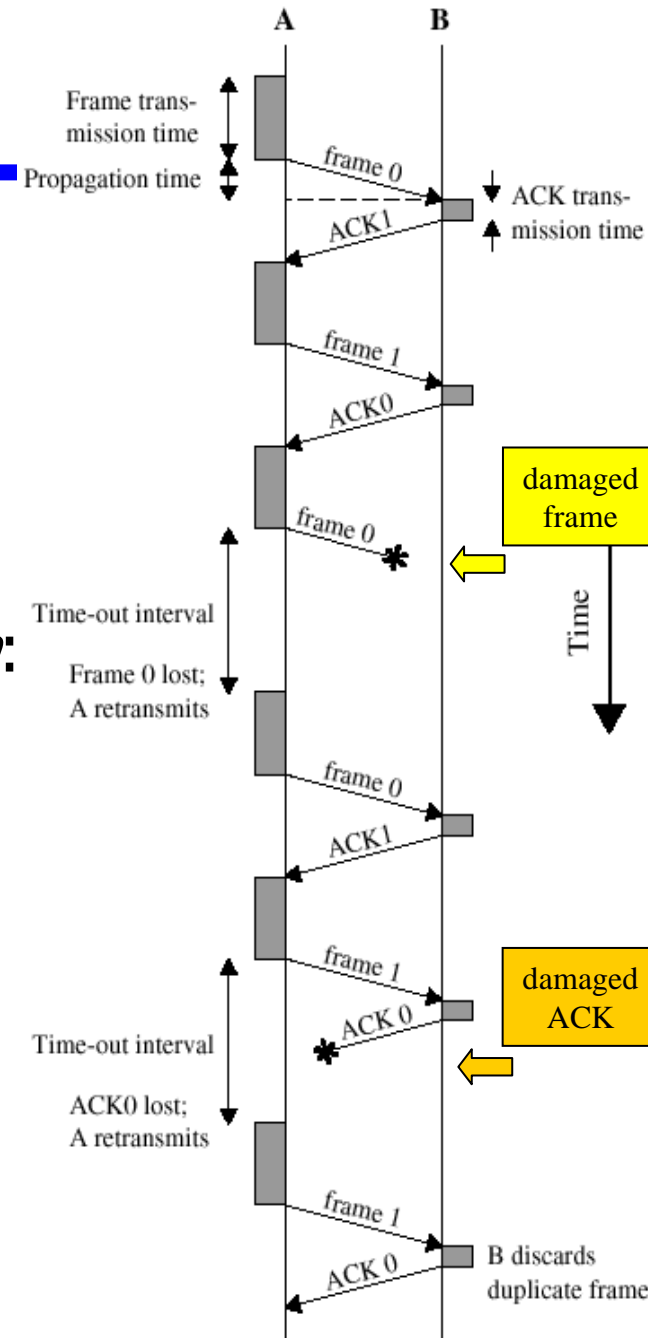 A B
Frame trans-
mission time
frame 0
Propagation time
ACK trans-
mission time
ACK1
frame 1
ACK0
damaged
frame
frame 0
Time
Time-out interval
:
Frame 0 lost;
A retransmits
frame 0
ACK1
frame 1
damaged
ACK
ACK 0
Time-out interval
ACK0 lost;
A retransmits
frame 1
B discards
duplicate frame
ACK 0